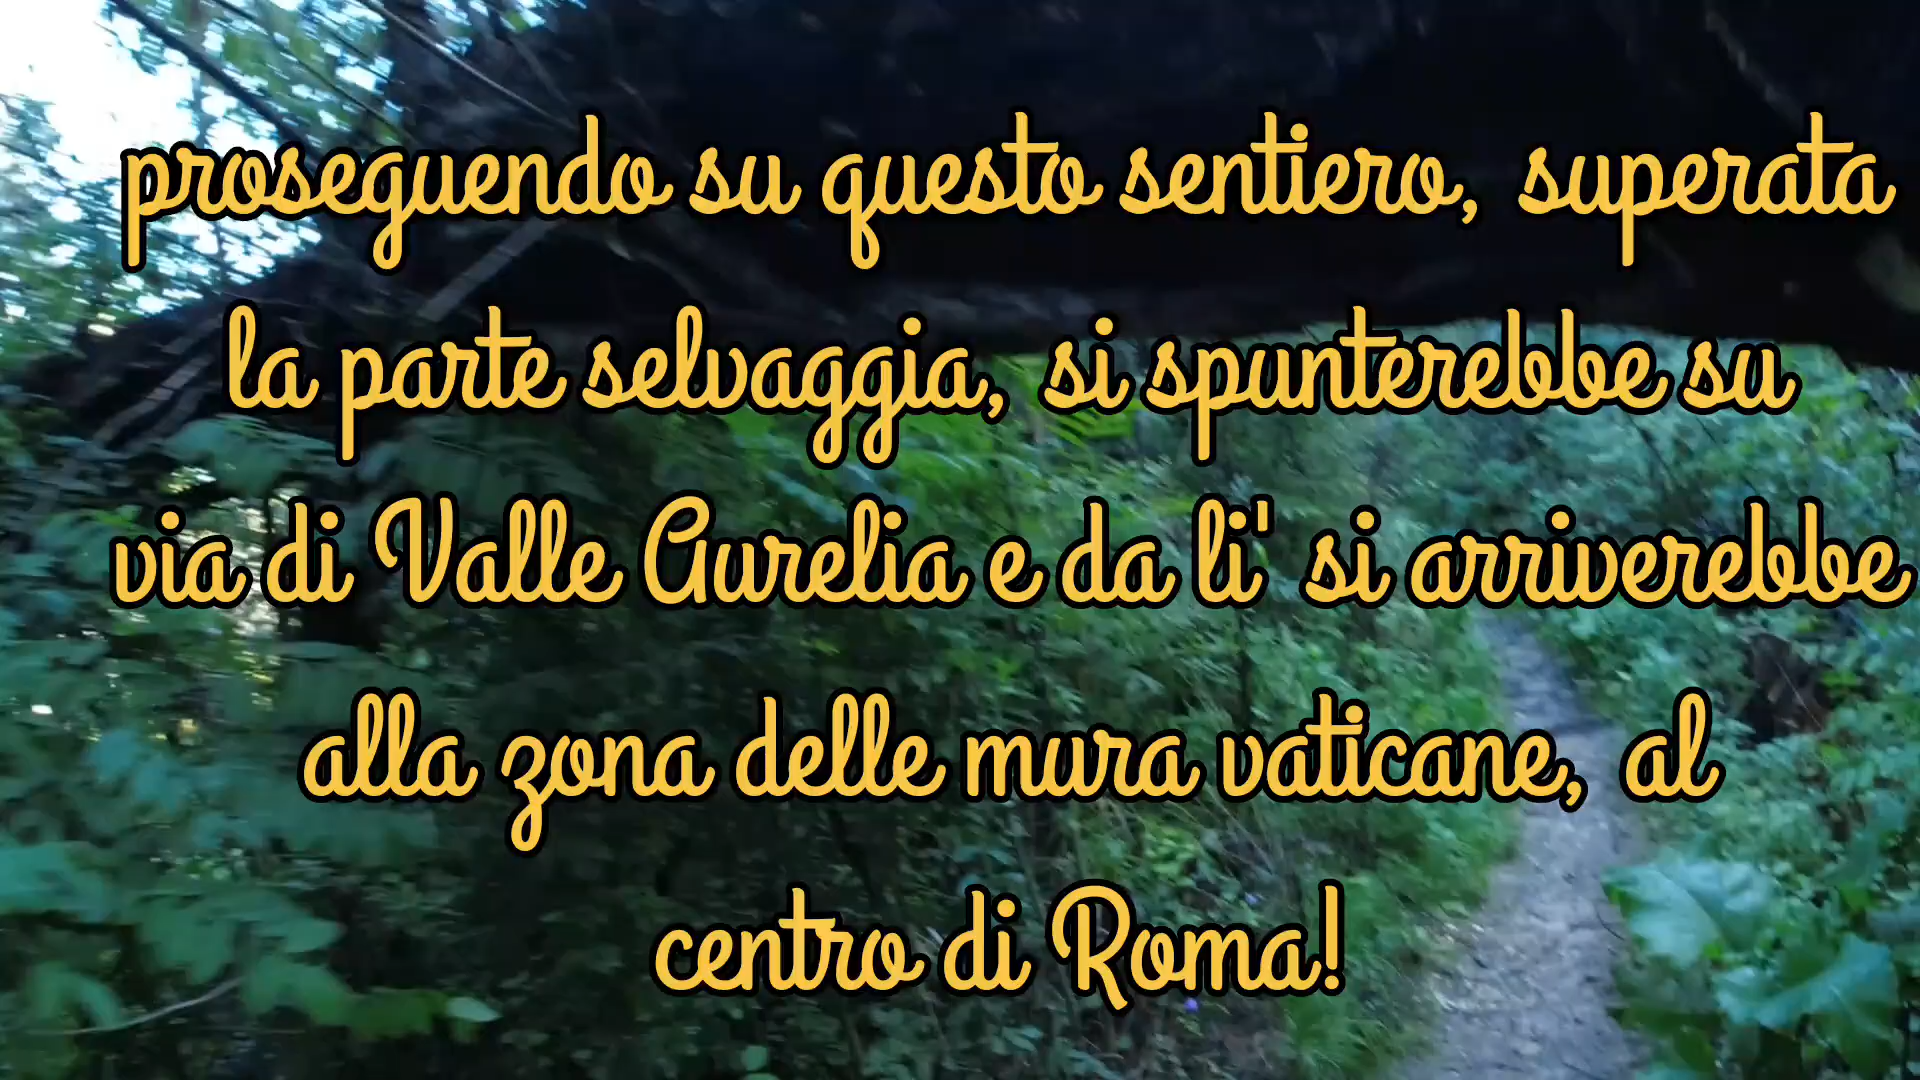 proseguendo su questo sentiero, superata
la parte selvaggia, si spunterebbe su
via di Valle Aurelia e da li' si arriverebbe
alla zona delle mura vaticane, al
centro di Roma!